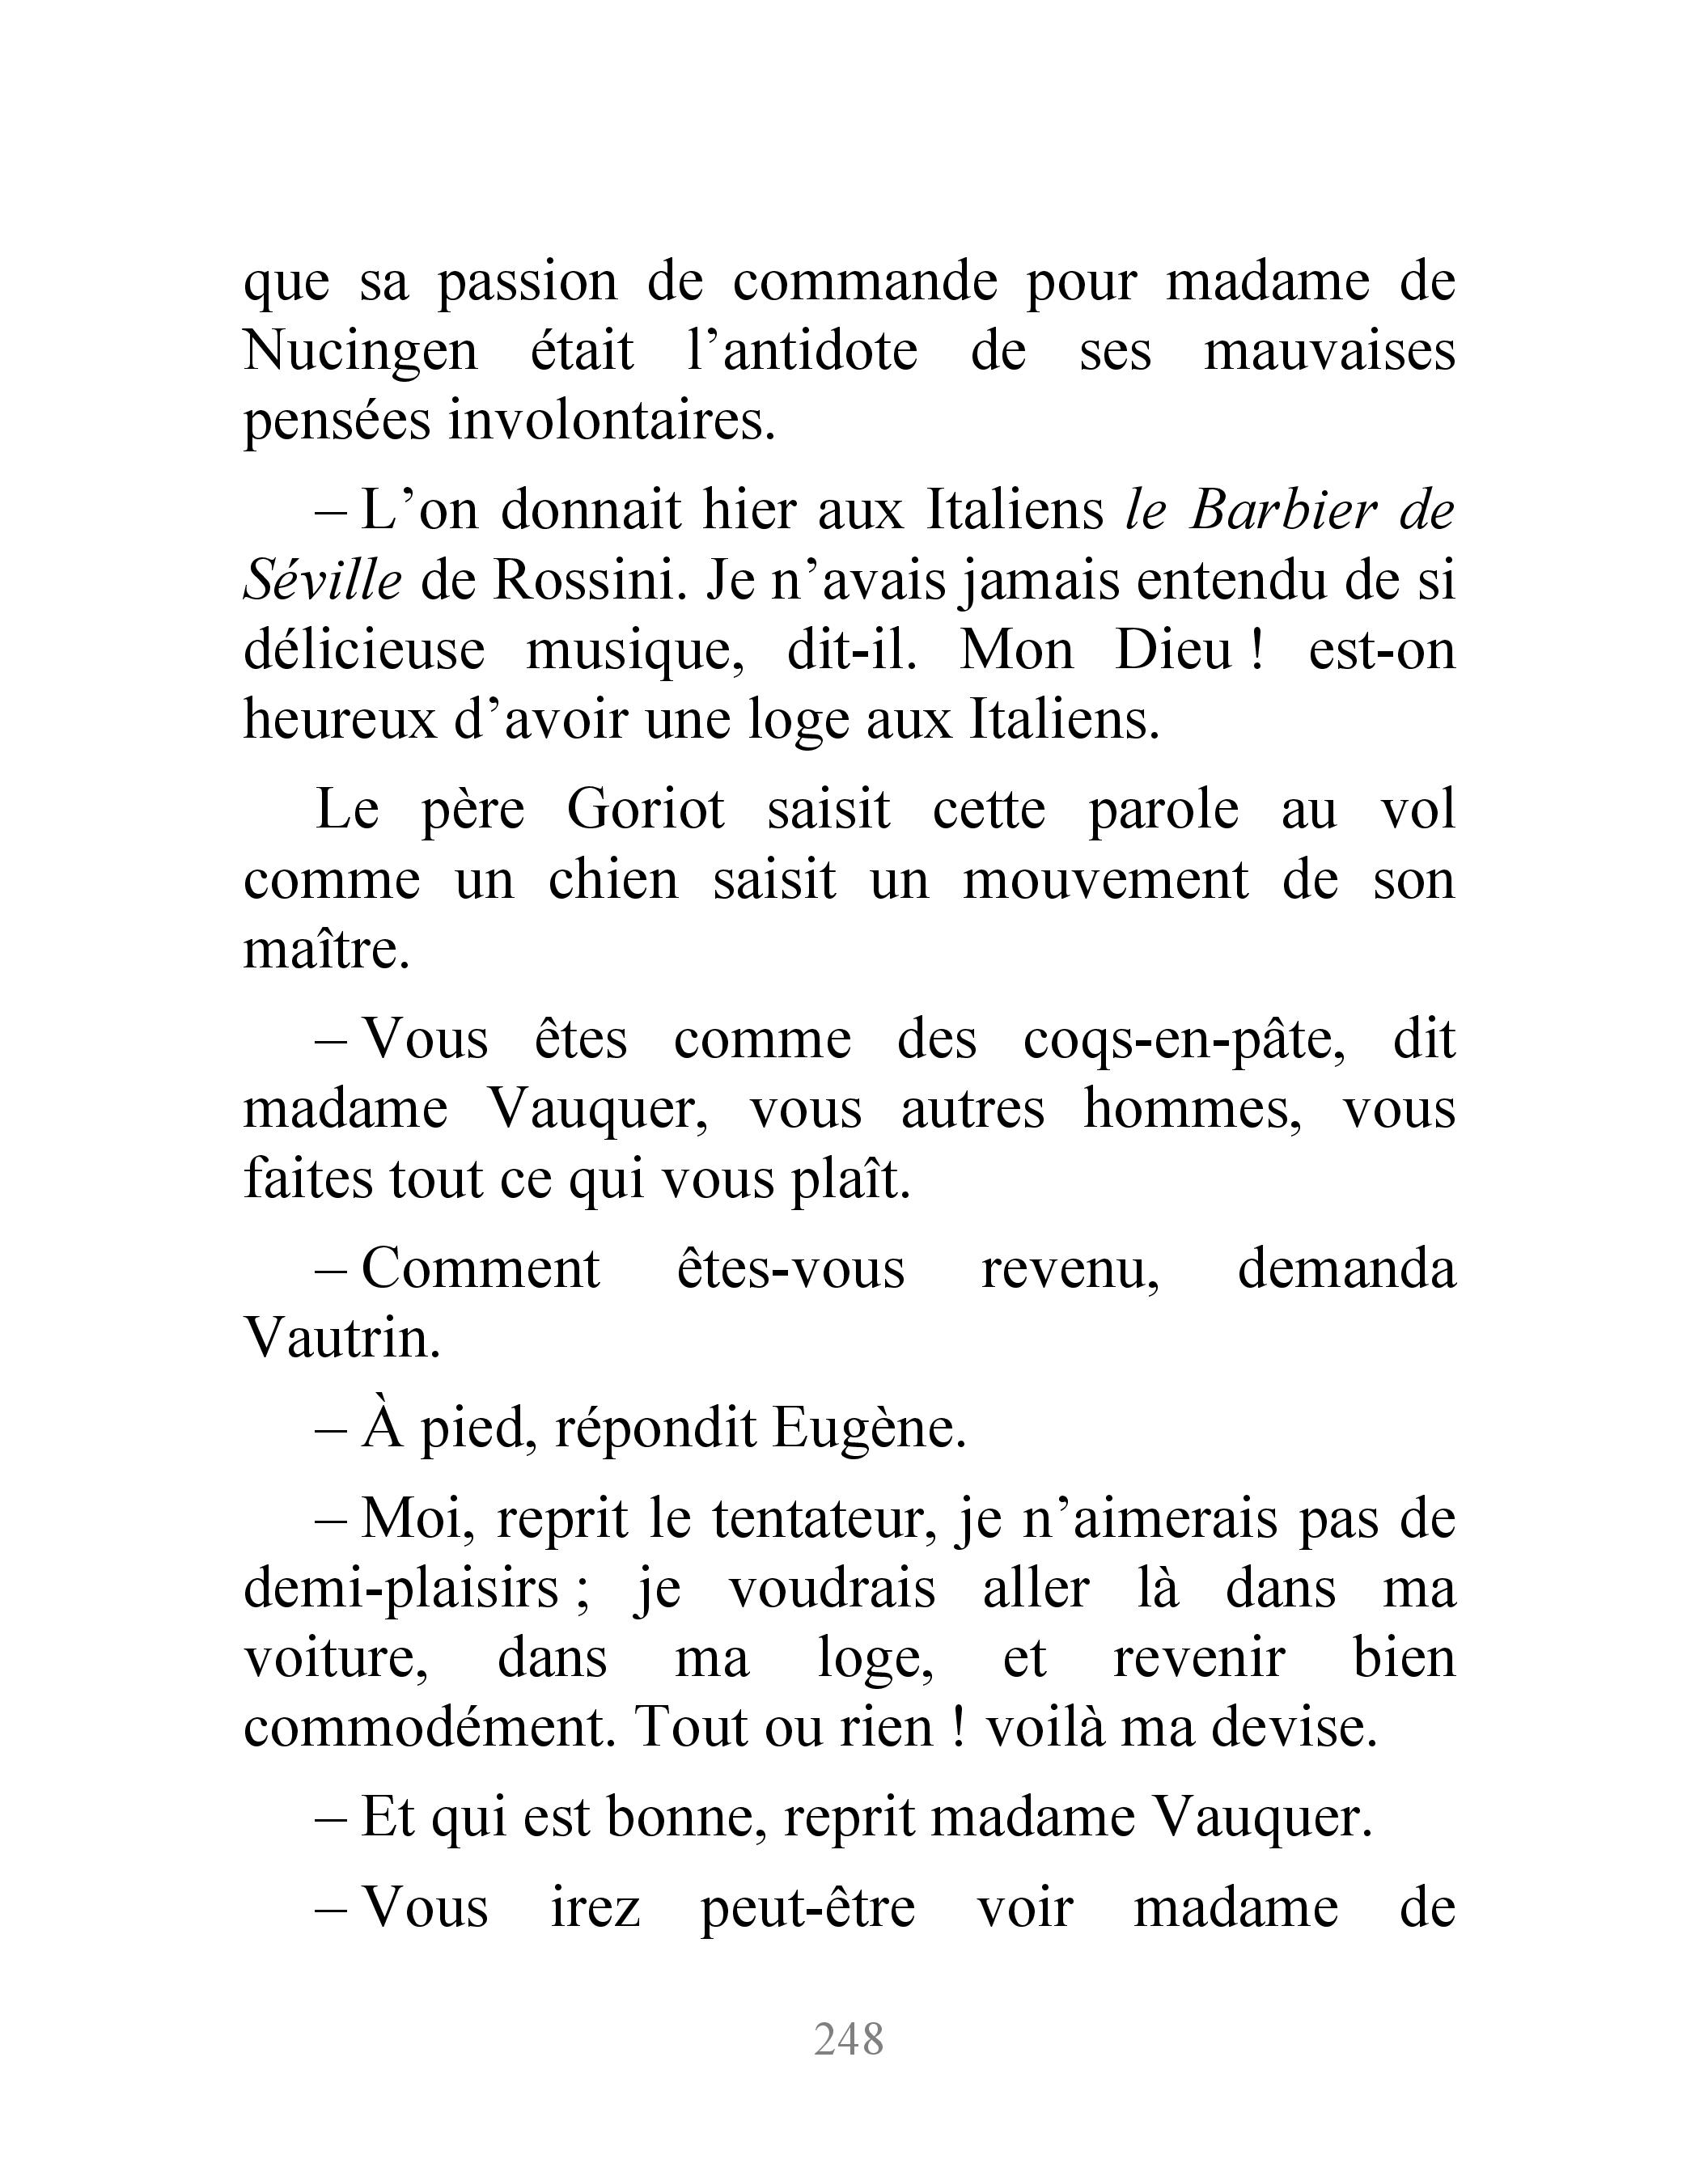 que sa passion de commande pour madame de
Nucingen était l’antidote de ses mauvaises
pensées involontaires.
– L’on donnait hier aux Italiens le Barbier de
Séville de Rossini. Je n’avais jamais entendu de si
délicieuse musique, dit-il. Mon Dieu ! est-on
heureux d’avoir une loge aux Italiens.
Le père Goriot saisit cette parole au vol
comme un chien saisit un mouvement de son
maître.
– Vous êtes comme des coqs-en-pâte, dit
madame Vauquer, vous autres hommes, vous
faites tout ce qui vous plaît.
– Comment êtes-vous revenu, demanda
Vautrin.
– À pied, répondit Eugène.
– Moi, reprit le tentateur, je n’aimerais pas de
demi-plaisirs ; je voudrais aller là dans ma
voiture, dans ma loge, et revenir bien
commodément. Tout ou rien ! voilà ma devise.
– Et qui est bonne, reprit madame Vauquer.
– Vous irez peut-être voir madame de
248